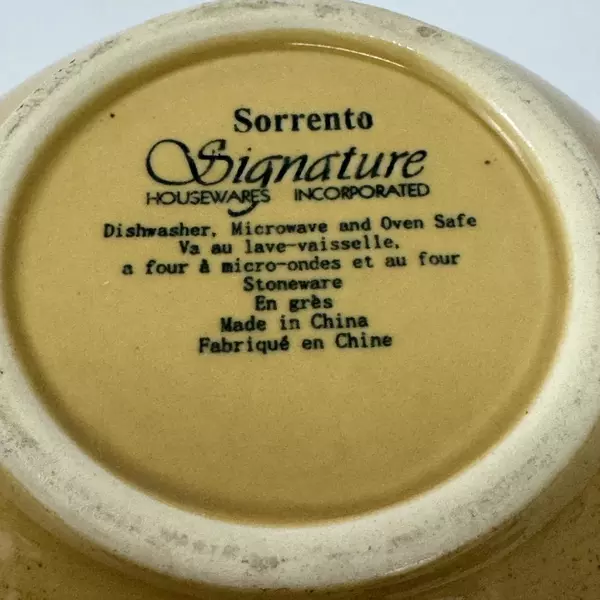 Sorrento
Signature
HOUSEWARES INCORPORATED
Dishwasher, Microwave and Oven Safe
Va au lave-vaisselle,
a four à micro-ondes et au four
Stoneware
En grès
Made in China
Fabriqué en Chine